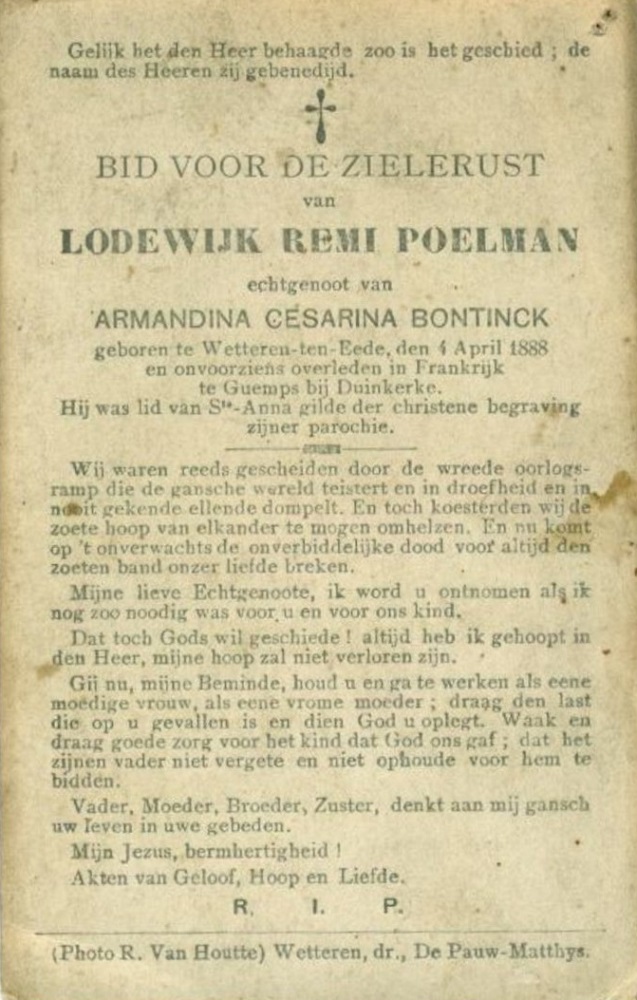 Gelijk het den Heer behaagde zoo is het geschied ; de
naam des Heeren zij gebenedijd.
BID VOOR DE ZIELERUST
van
LODEWIJK REMI POELMAN
echtgenoot van
ARMANDINA CESARINA BONTINCK
geboren te Wetteren-ten-Eede, den 4 April 1888
en onvoorziens overleden in Frankrijk
te Guemps bij Duinkerke.
Hij was lid van Ste-Anna gilde der christene begraving
zijner parochie.
Wij waren reeds gescheiden door de wreede oorlogs-
ramp die de gansche wereld teistert en in droefheid en in
nooit gekende ellende dompelt. En toch koesterden wij de
zoete hoop van elkander te mogen omhelzen. En nu komt
op 't onverwachts de onverbiddelijke dood voor altijd den
zoeten band onzer liefde breken.
Mijne lieve Echtgenoote, ik word u ontnomen als ik
nog zoo noodig was voor u en voor ons kind.
Dat toch Gods wil geschiede ! altijd heb ik gehoopt in
den Heer, mijne hoop zal niet verloren zijn.
Gij nu, mijne Beminde, houd u en ga te werken als eene
moedige vrouw, als eene vrome moeder ; draag den last
die op u gevallen is en dien God u oplegt. Waak en
draag goede zorg voor het kind dat God ons gaf ; dat het
zijnen vader niet vergete en niet ophoude voor hem te
bidden.
Vader, Moeder, Broeder, Zuster, denkt aan mij gansch
uw leven in uwe gebeden.
Mijn Jezus, bermhertigheid !
Akten van Geloof, Hoop en Liefde.
R. I. P.
(Photo R. Van Houtte) Wetteren, dr., De Pauw-Matthys.